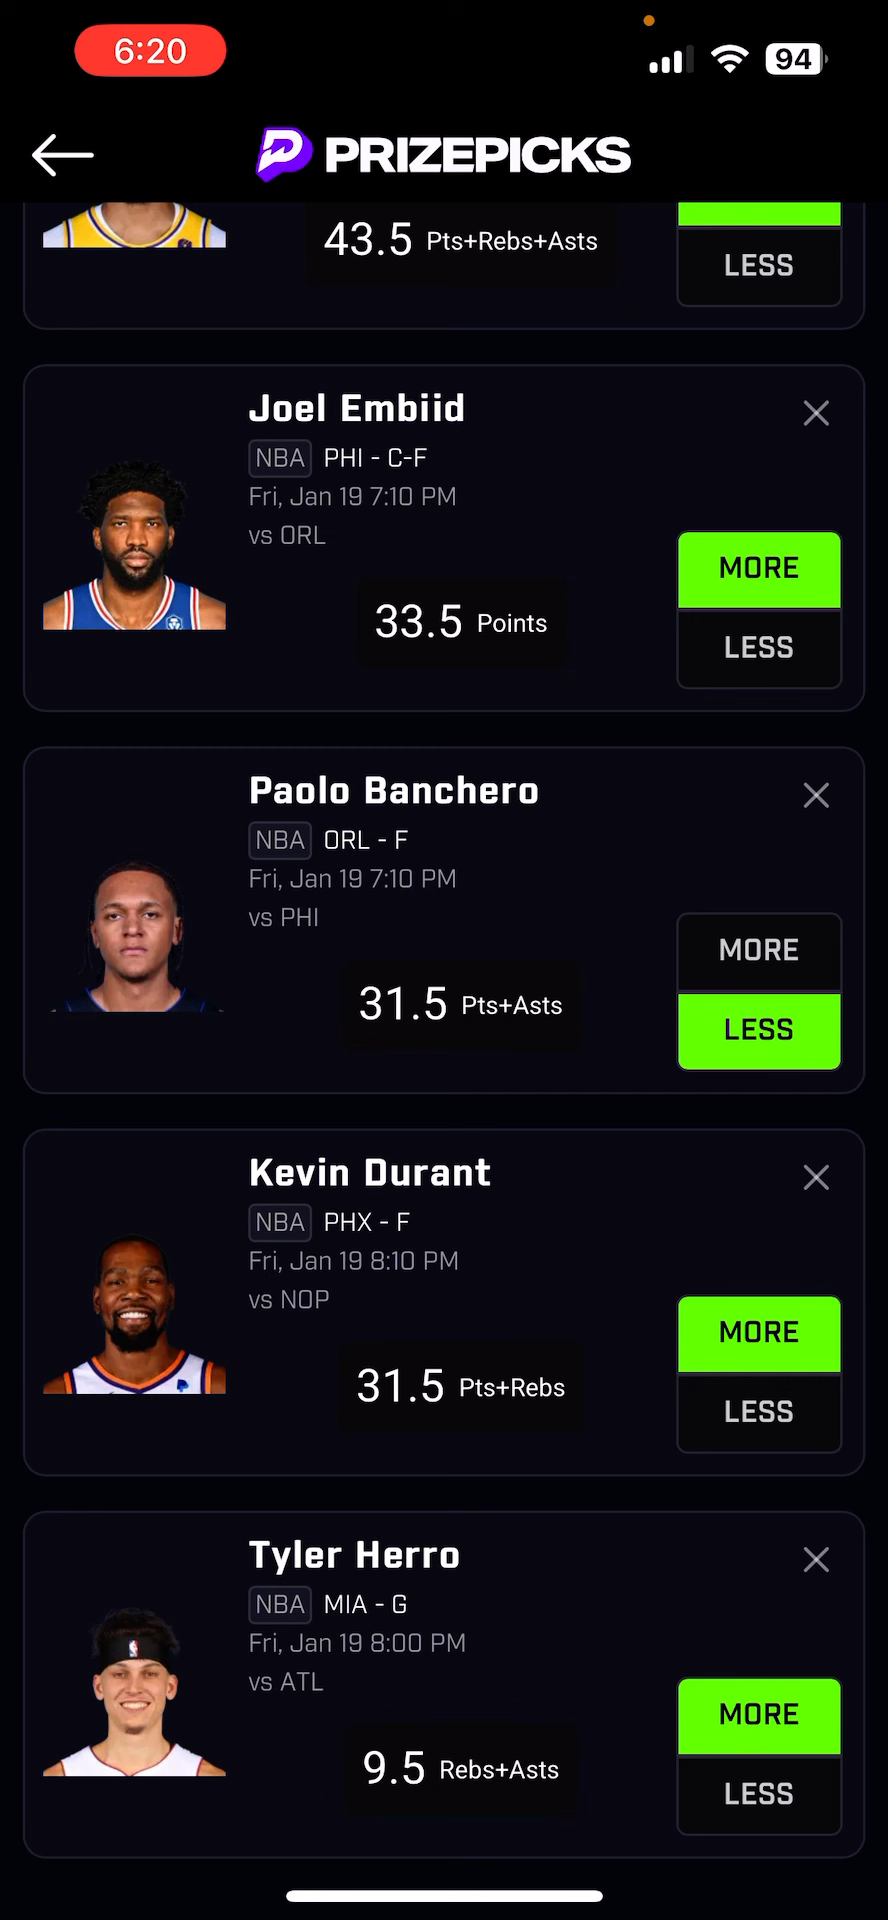 6:20
94
PRIZEPICKS
43.5 Pts+Rebs+Asts
LESS
Joel Embiid
NBA PHI - C-F
Fri, Jan 19 7:10 PM
vs ORL
MORE
33.5 Points
LESS
Paolo Banchero
NBA ORL - F
Fri, Jan 19 7:10 PM
vs PHI
MORE
31.5 Pts+Asts
LESS
Kevin Durant
NBA PHX - F
Fri, Jan 19 8:10 PM
vs NOP
MORE
31.5 Pts+Rebs
LESS
Tyler Herro
NBA MIA - G
Fri, Jan 19 8:00 PM
vs ATL
MORE
9.5 Rebs+Asts
LESS